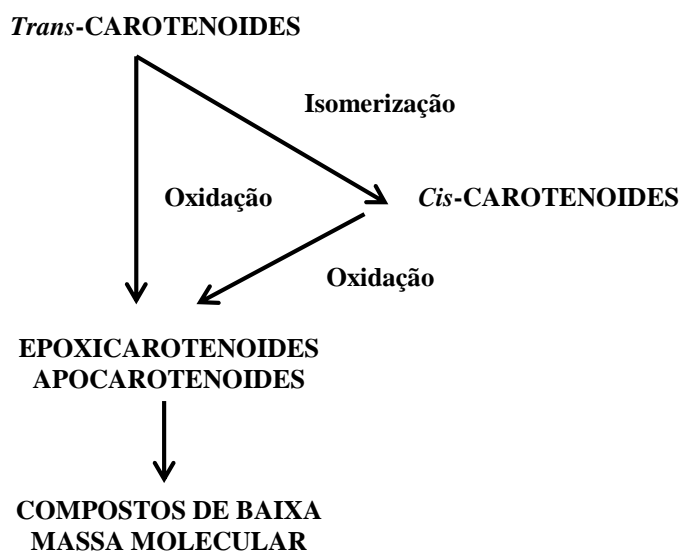 Trans-CAROTENOIDES
Isomerização
Oxidação
Cis-CAROTENOIDES
Oxidação
EPOXICAROTENOIDES
APOCAROTENOIDES
COMPOSTOS DE BAIXA
MASSA MOLECULAR